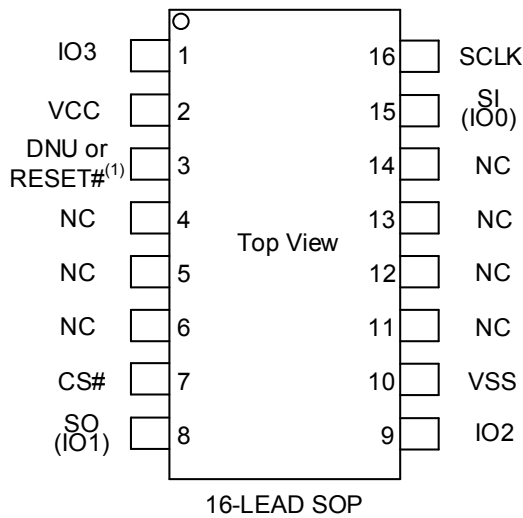 IO3 1 16 SCLK
VCC 2 15 SI
(IO0)
DNU or
RESET#(1) 3 14 NC
NC 4 13 NC
Top View
NC 5 12 NC
NC 6 11 NC
CS# 7 10 VSS
SO
(IO1) 8 9 IO2
16-LEAD SOP